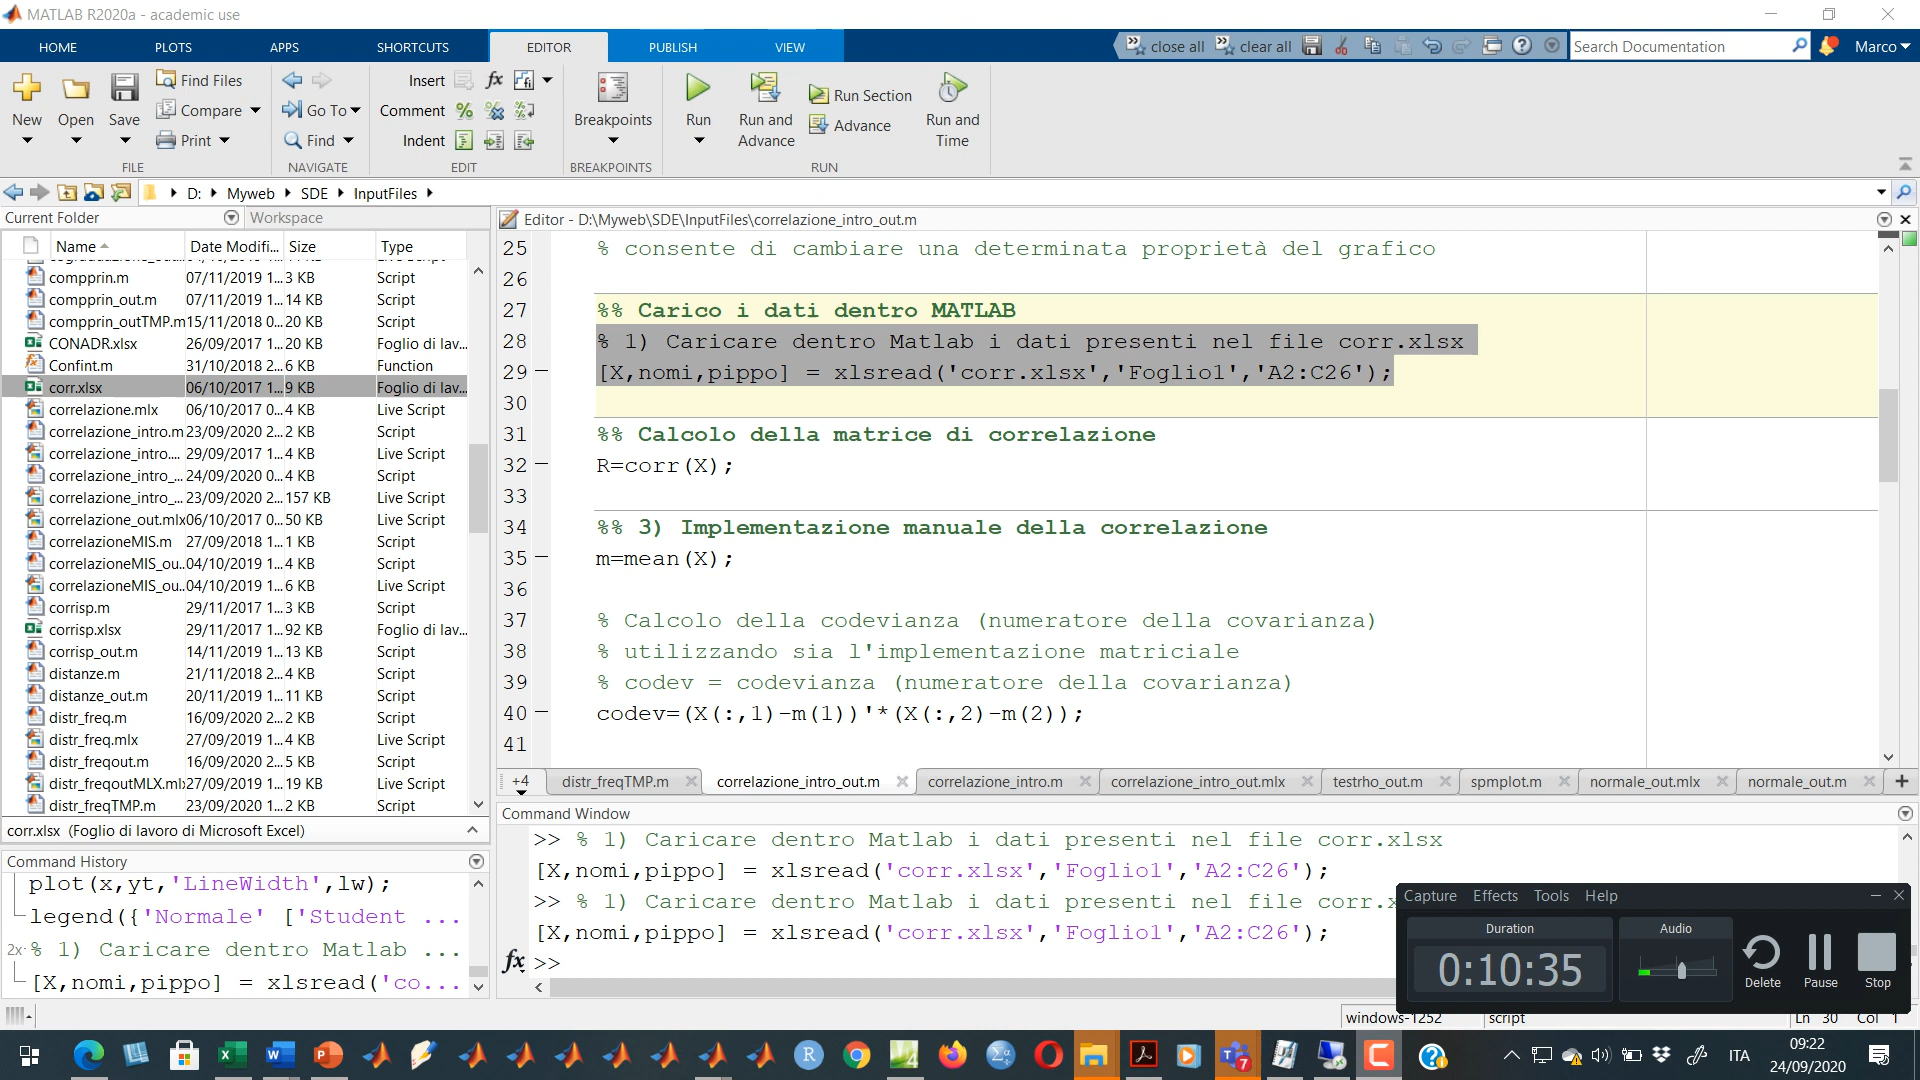 MATLAB R2020a - academic use
HOME PLOTS APPS SHORTCUTS EDITOR PUBLISH VIEW
close all clear all Search Documentation Marco
New Open Save Find Files Compare Print
FILE
Go To Find
NAVIGATE
Insert Comment Indent
EDIT
Breakpoints
BREAKPOINTS
Run Run and Advance Run Section Advance Run and Time
RUN
D: Myweb SDE InputFiles
Current Folder Workspace
Name Date Modifi... Size Type
compprin.m 07/11/2019 1... 3 KB Script
compprin_out.m 07/11/2019 1... 14 KB Script
compprin_outTMP.m 15/11/2018 0... 20 KB Script
CONADR.xlsx 26/09/2017 1... 20 KB Foglio di lav...
Confint.m 31/10/2018 2... 6 KB Function
corr.xlsx 06/10/2017 1... 9 KB Foglio di lav...
correlazione.mlx 06/10/2017 0... 4 KB Live Script
correlazione_intro.m 23/09/2020 2... 2 KB Script
correlazione_intro.... 29/09/2017 1... 4 KB Live Script
correlazione_intro_... 24/09/2020 0... 4 KB Script
correlazione_intro_... 23/09/2020 2... 157 KB Live Script
correlazione_out.mlx 06/10/2017 0... 50 KB Live Script
correlazioneMIS.m 27/09/2018 1... 1 KB Script
correlazioneMIS_ou... 04/10/2019 1... 4 KB Script
correlazioneMIS_ou... 04/10/2019 1... 6 KB Live Script
corrisp.m 29/11/2017 1... 3 KB Script
corrisp.xlsx 29/11/2017 1... 92 KB Foglio di lav...
corrisp_out.m 14/11/2019 1... 13 KB Script
distanze.m 21/11/2018 2... 4 KB Script
distanze_out.m 20/11/2019 1... 11 KB Script
distr_freq.m 16/09/2020 2... 2 KB Script
distr_freq.mlx 27/09/2019 1... 4 KB Live Script
distr_freqout.m 16/09/2020 2... 5 KB Script
distr_freqoutMLX.mlx 27/09/2019 1... 19 KB Live Script
distr_freqTMP.m 23/09/2020 1... 2 KB Script
corr.xlsx (Foglio di lavoro di Microsoft Excel)
Command History
plot(x,yt,'LineWidth',lw);
legend({'Normale' ['Student ...
2x % 1) Caricare dentro Matlab ...
[X,nomi,pippo] = xlsread('co...
Editor - D:\Myweb\SDE\InputFiles\correlazione_intro_out.m
25 % consente di cambiare una determinata proprietà del grafico
26
27 %% Carico i dati dentro MATLAB
28 % 1) Caricare dentro Matlab i dati presenti nel file corr.xlsx
29 [X,nomi,pippo] = xlsread('corr.xlsx','Foglio1','A2:C26');
30
31 %% Calcolo della matrice di correlazione
32 R=corr(X);
33
34 %% 3) Implementazione manuale della correlazione
35 m=mean(X);
36
37 % Calcolo della codevianza (numeratore della covarianza)
38 % utilizzando sia l'implementazione matriciale
39 % codev = codevianza (numeratore della covarianza)
40 codev=(X(:,1)-m(1))'*(X(:,2)-m(2));
41
+4 distr_freqTMP.m correlazione_intro_out.m correlazione_intro.m correlazione_intro_out.mlx testrho_out.m spmplot.m normale_out.mlx normale_out.m
Command Window
>> % 1) Caricare dentro Matlab i dati presenti nel file corr.xlsx
[X,nomi,pippo] = xlsread('corr.xlsx','Foglio1','A2:C26');
>> % 1) Caricare dentro Matlab i dati presenti nel file corr.x
[X,nomi,pippo] = xlsread('corr.xlsx','Foglio1','A2:C26');
fx >>
Capture Effects Tools Help
Duration Audio
0:10:35
Delete Pause Stop
windows-1252 script Ln 30 Col 1
ITA
09:22
24/09/2020